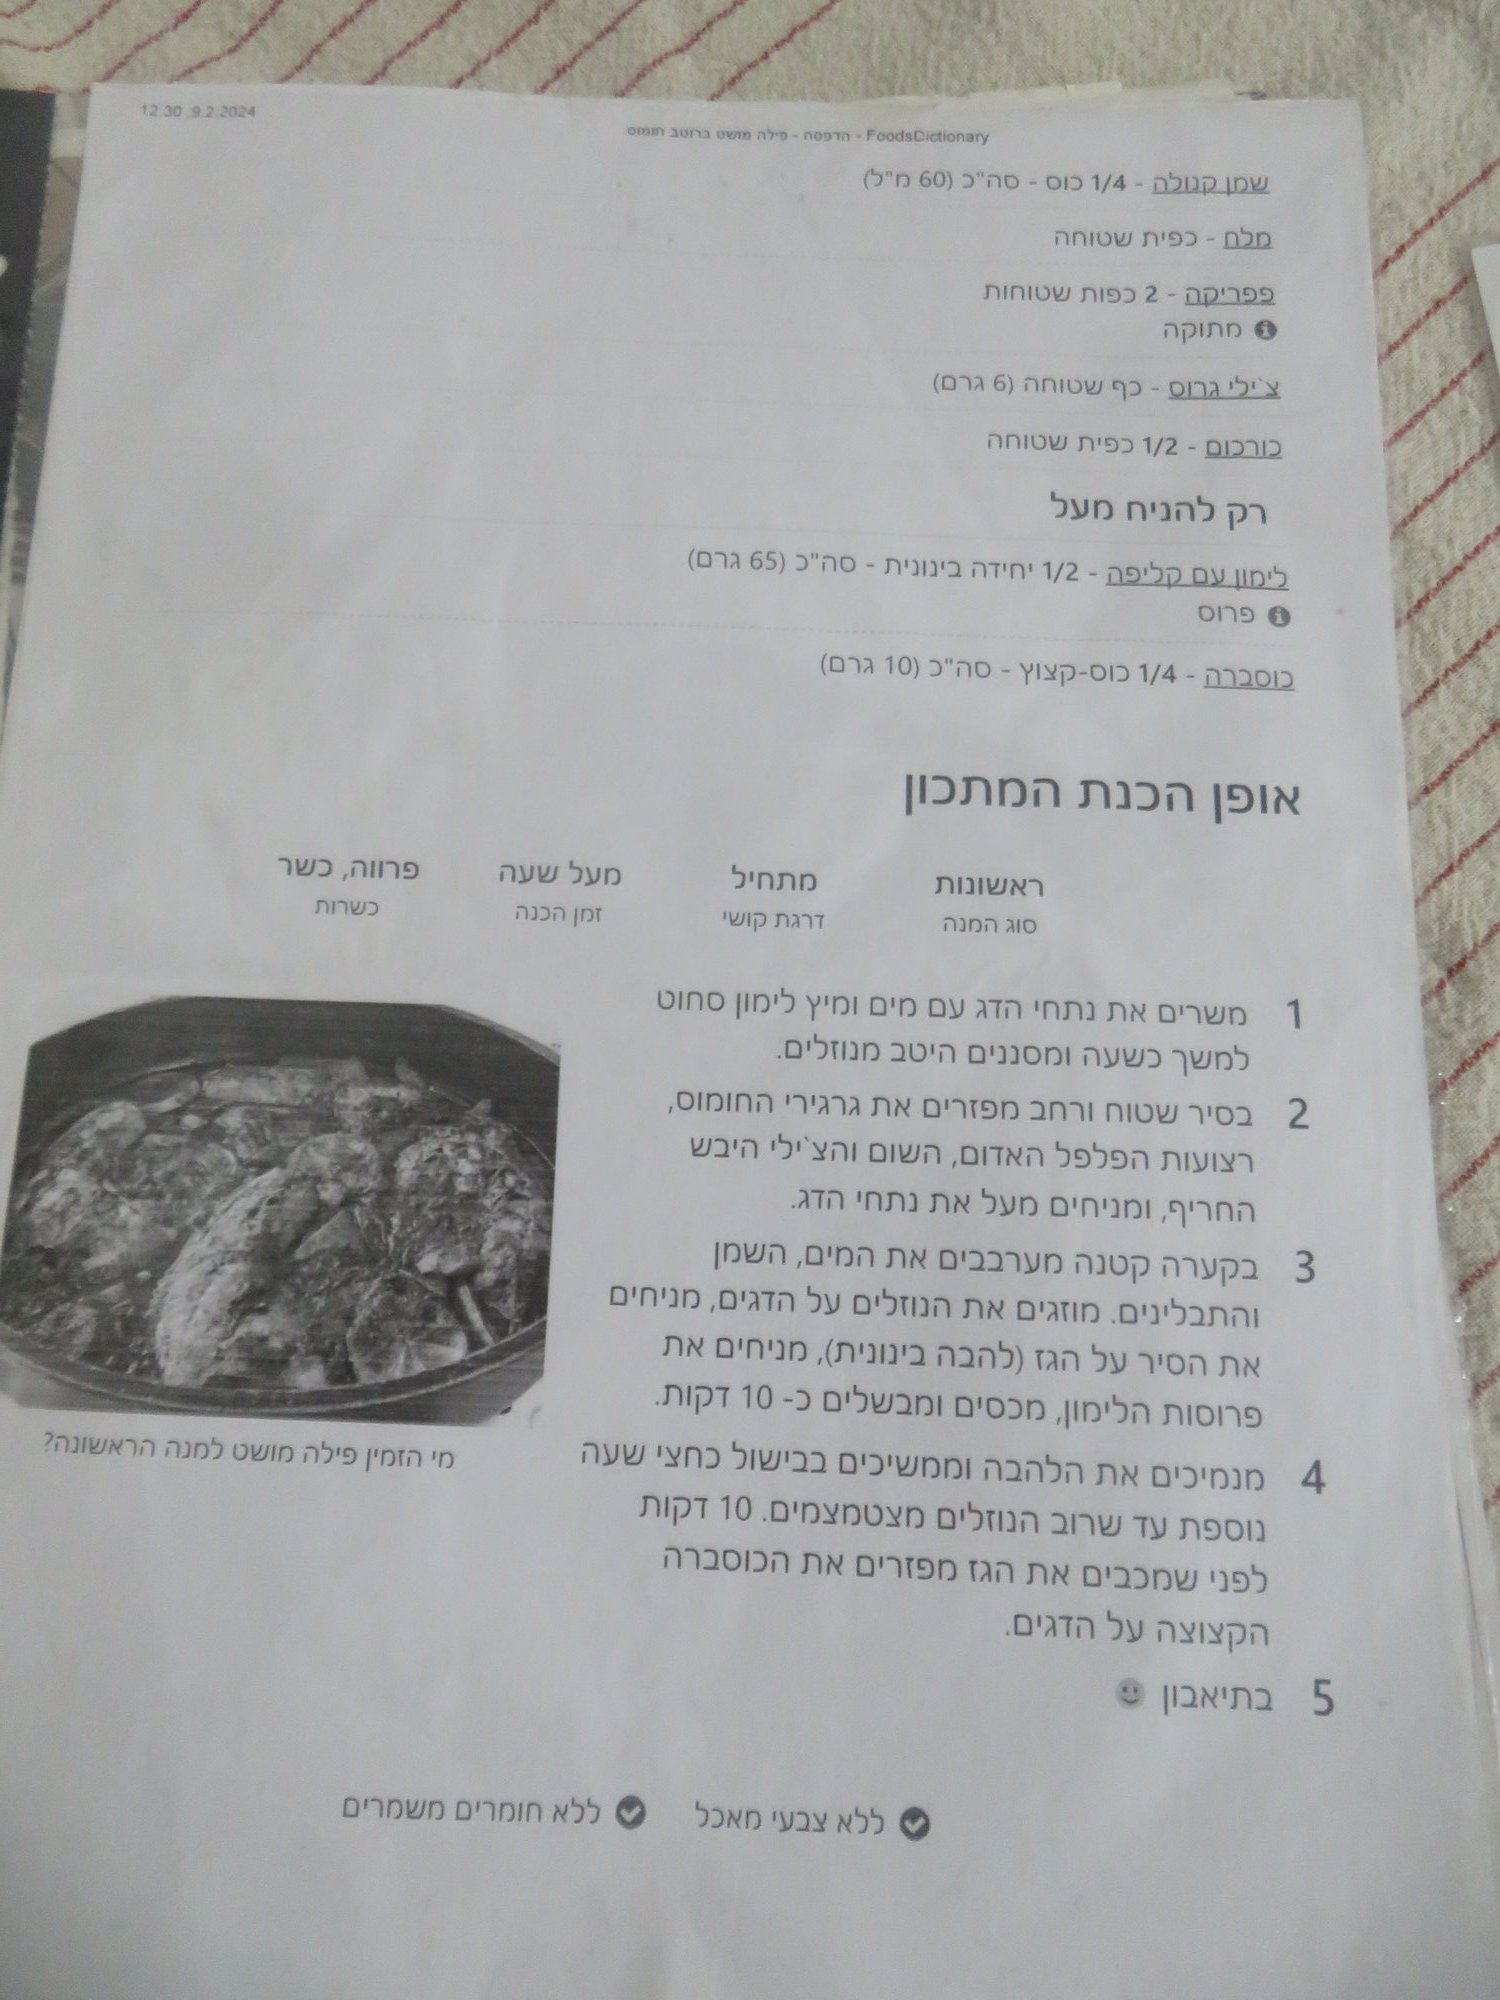 12:30 ,9.2.2024
FoodsDictionary - הדפסה - פילה מושט ברוטב חומוס
שמן קנולה - 1/4 כוס - סה"כ (60 מ"ל)
מלח - כפית שטוחה
פפריקה - 2 כפות שטוחות
מתוקה
צ`ילי גרוס - כף שטוחה (6 גרם)
כורכום - 1/2 כפית שטוחה
רק להניח מעל
לימון עם קליפה - 1/2 יחידה בינונית - סה"כ (65 גרם)
פרוס
כוסברה - 1/4 כוס-קצוץ - סה"כ (10 גרם)
אופן הכנת המתכון
ראשונות מתחיל מעל שעה פרווה, כשר
סוג המנה דרגת קושי זמן הכנה כשרות
1 משרים את נתחי הדג עם מים ומיץ לימון סחוט
למשך כשעה ומסננים היטב מנוזלים.
2 בסיר שטוח ורחב מפזרים את גרגירי החומוס,
רצועות הפלפל האדום, השום והצ`ילי היבש
החריף, ומניחים מעל את נתחי הדג.
3 בקערה קטנה מערבבים את המים, השמן
והתבלינים. מוזגים את הנוזלים על הדגים, מניחים
את הסיר על הגז (להבה בינונית), מניחים את
פרוסות הלימון, מכסים ומבשלים כ- 10 דקות.
4 מנמיכים את הלהבה וממשיכים בבישול כחצי שעה
נוספת עד שרוב הנוזלים מצטמצמים. 10 דקות
לפני שמכבים את הגז מפזרים את הכוסברה
הקצוצה על הדגים.
5 בתיאבון
מי הזמין פילה מושט למנה הראשונה?
ללא צבעי מאכל ללא חומרים משמרים